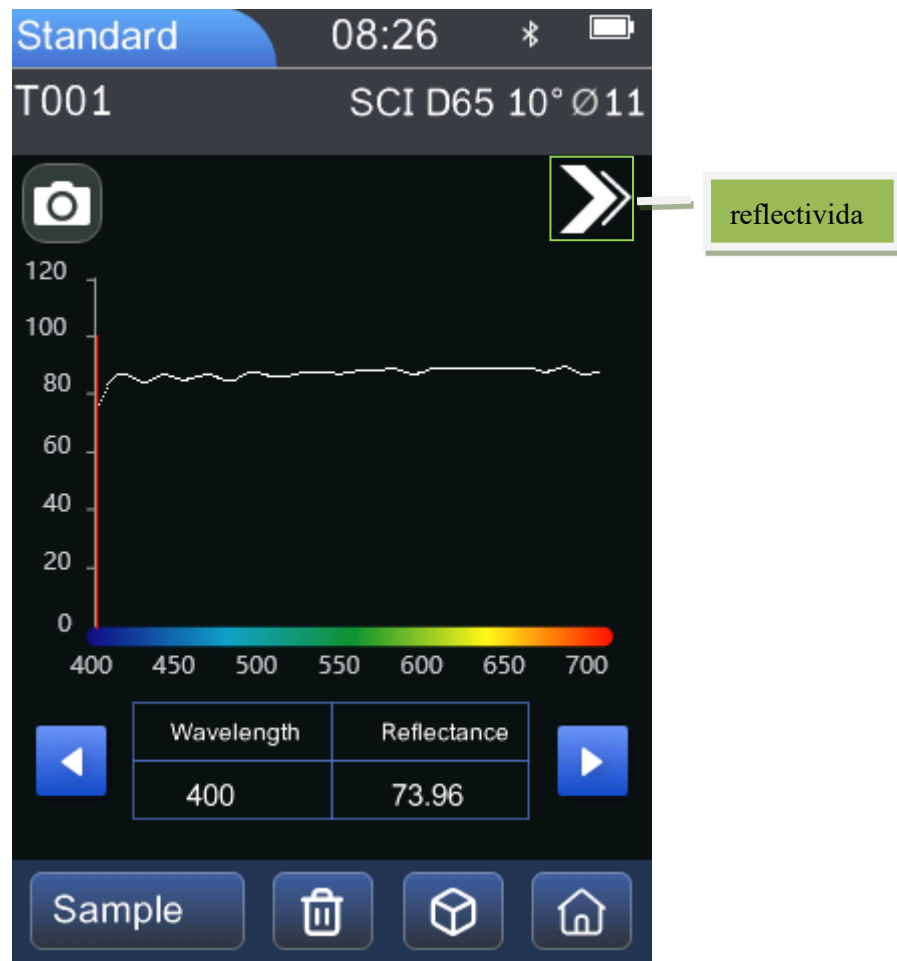 Standard 08:26
T001 SCI D65 10° Ø11
reflectivida
120
100
80
60
40
20
0
400 450 500 550 600 650 700
Wavelength Reflectance
400 73.96
Sample